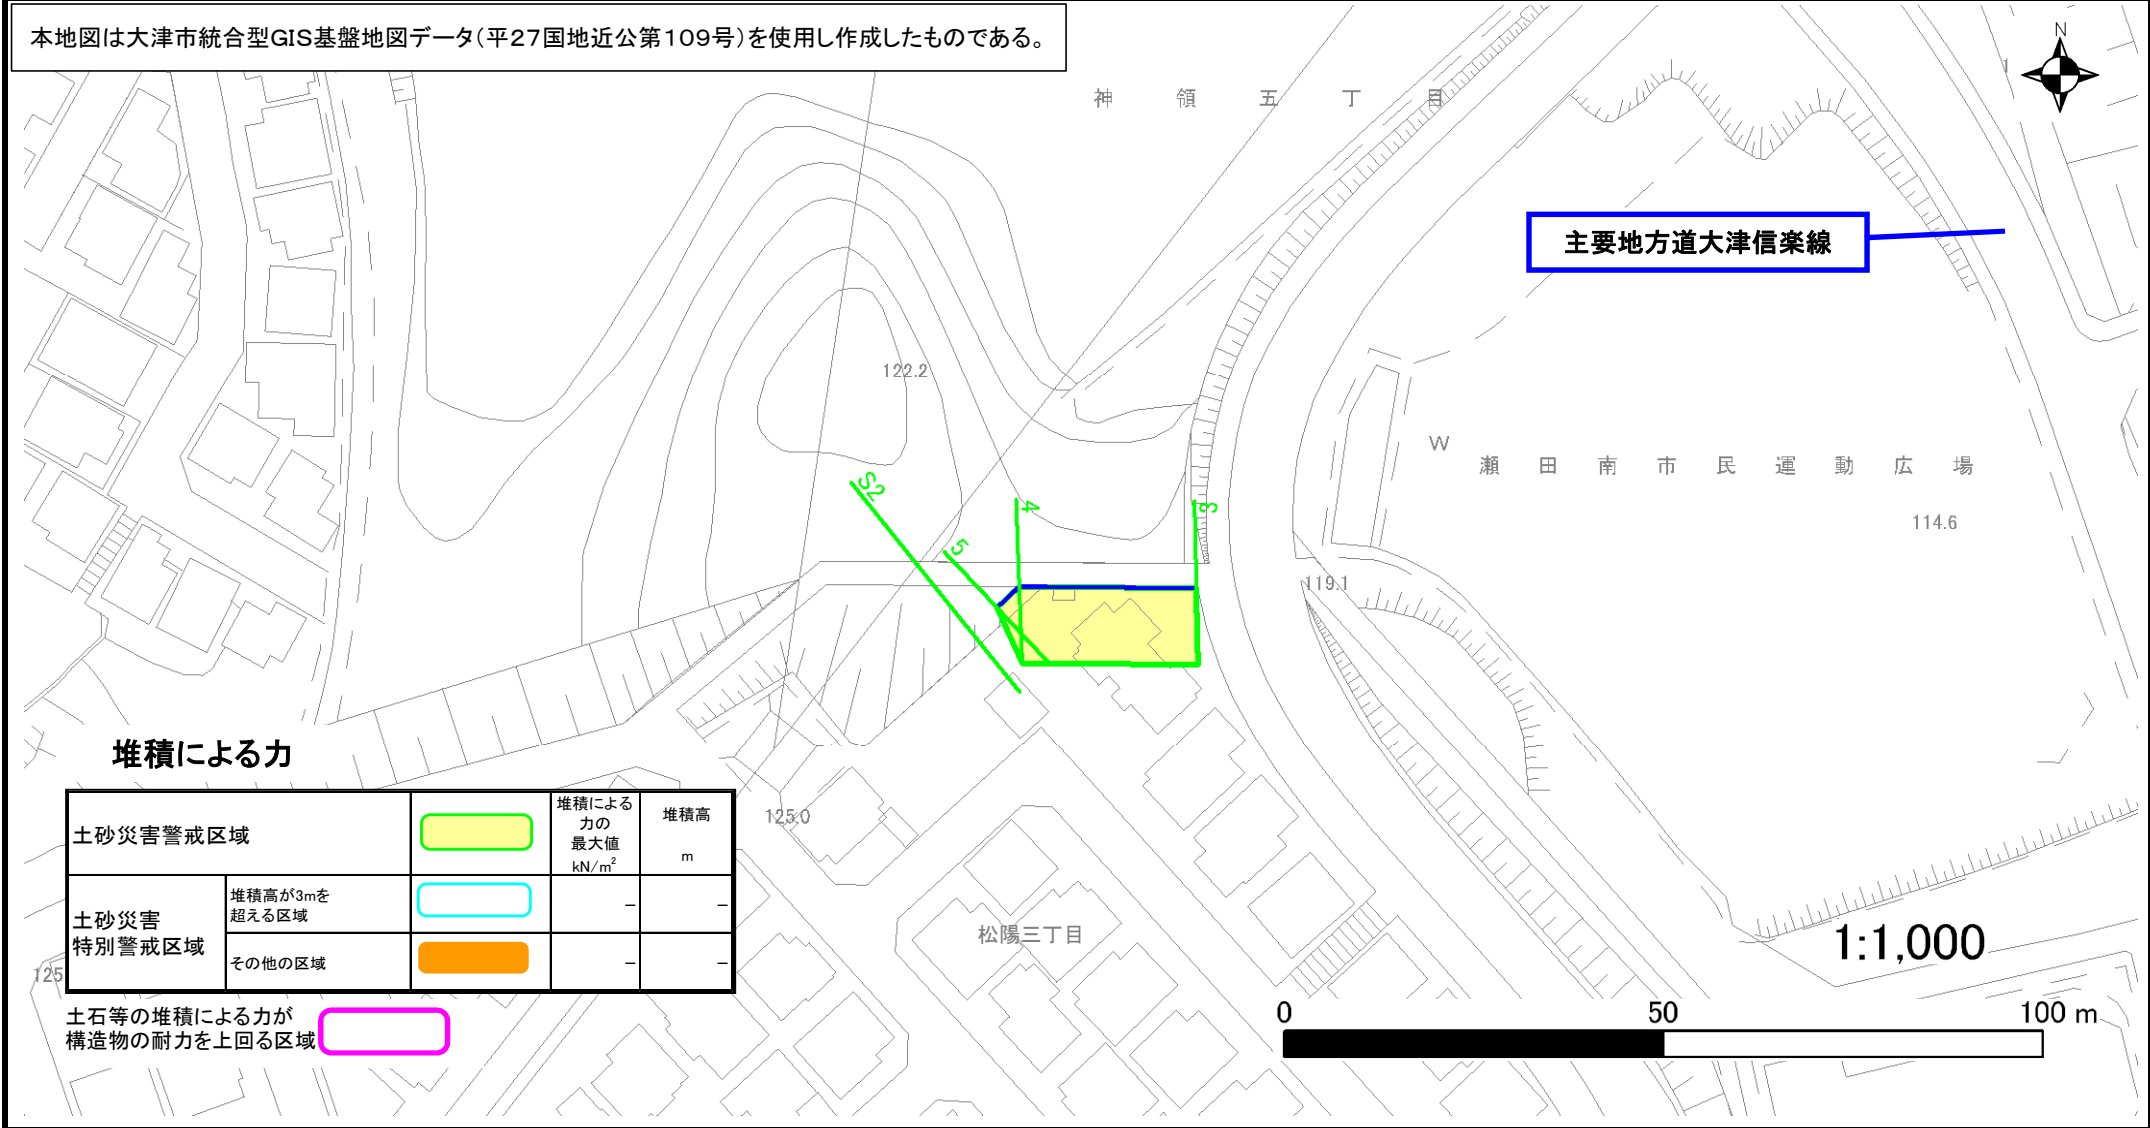 本地図は大津市統合型GIS基盤地図データ(平27国地近公第109号)を使用し作成したものである。
N
神領五丁目
1
主要地方道大津信楽線
122.2
W
瀬田南市民運動広場
114.6
S2
4
3
5
119.1
堆積による力
125.0
土砂災害警戒区域
堆積による
力の
最大値
kN/m²
堆積高
m
土砂災害
特別警戒区域
堆積高が3mを
超える区域
－
－
その他の区域
－
－
松陽三丁目
125
1:1,000
土石等の堆積による力が
構造物の耐力を上回る区域
0
50
100 m